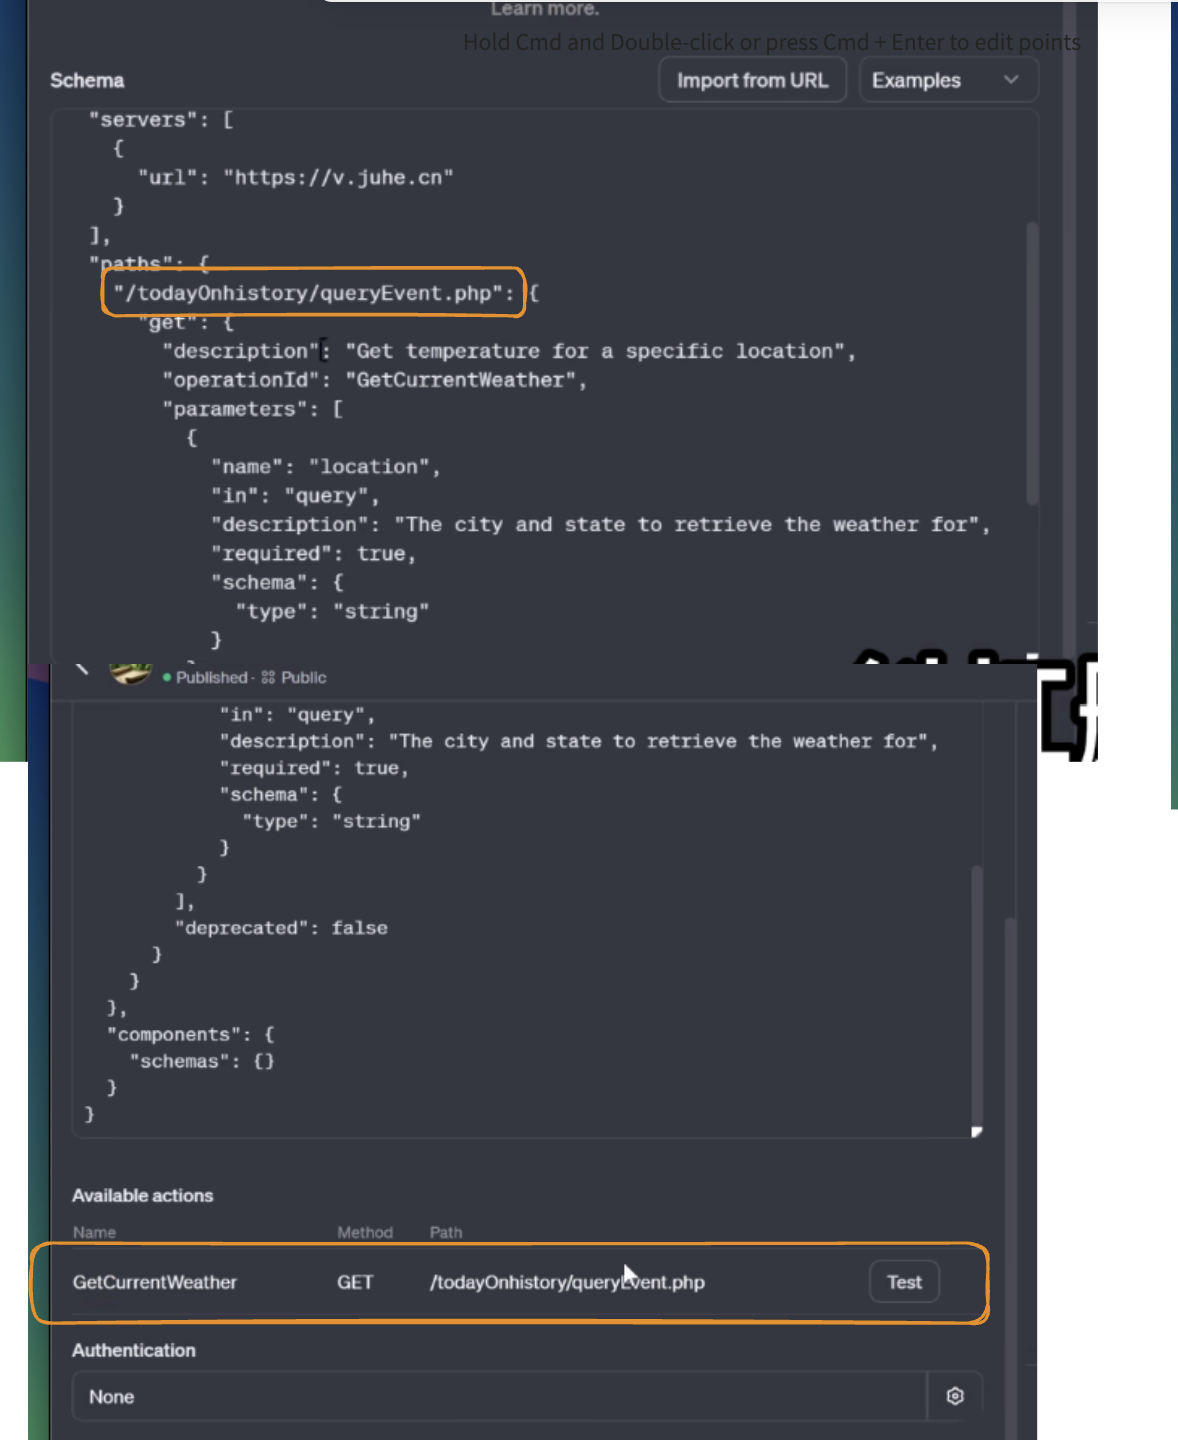 Learn more.
Hold Cmd and Double-click or press Cmd + Enter to edit points
Schema
Import from URL
Examples
"servers": [
{
"url": "https://v.juhe.cn"
}
],
"paths": {
"/todayOnhistory/queryEvent.php": {
"get": {
"description": "Get temperature for a specific location",
"operationId": "GetCurrentWeather",
"parameters": [
{
"name": "location",
"in": "query",
"description": "The city and state to retrieve the weather for",
"required": true,
"schema": {
"type": "string"
}
Published · Public
"in": "query",
"description": "The city and state to retrieve the weather for",
"required": true,
"schema": {
"type": "string"
}
}
],
"deprecated": false
}
}
},
"components": {
"schemas": {}
}
}
Available actions
Name Method Path
GetCurrentWeather GET /todayOnhistory/queryEvent.php Test
Authentication
None